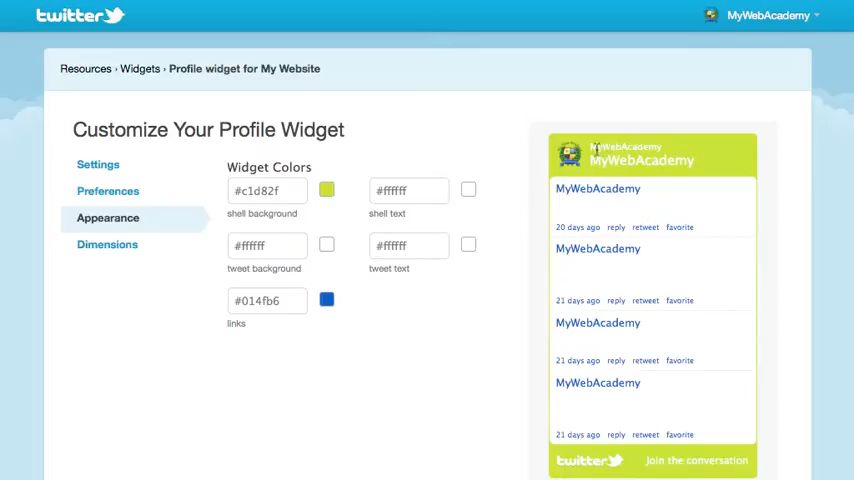 twitter
MyWebAcademy
Resources › Widgets › Profile widget for My Website
Customize Your Profile Widget
Settings
Preferences
Appearance
Dimensions
Widget Colors
#c1d82f
#ffffff
shell background
shell text
#ffffff
#ffffff
tweet background
tweet text
#014fb6
links
MyWebAcademy
MyWebAcademy
MyWebAcademy
20 days ago reply retweet favorite
MyWebAcademy
21 days ago reply retweet favorite
MyWebAcademy
21 days ago reply retweet favorite
MyWebAcademy
21 days ago reply retweet favorite
twitter
Join the conversation